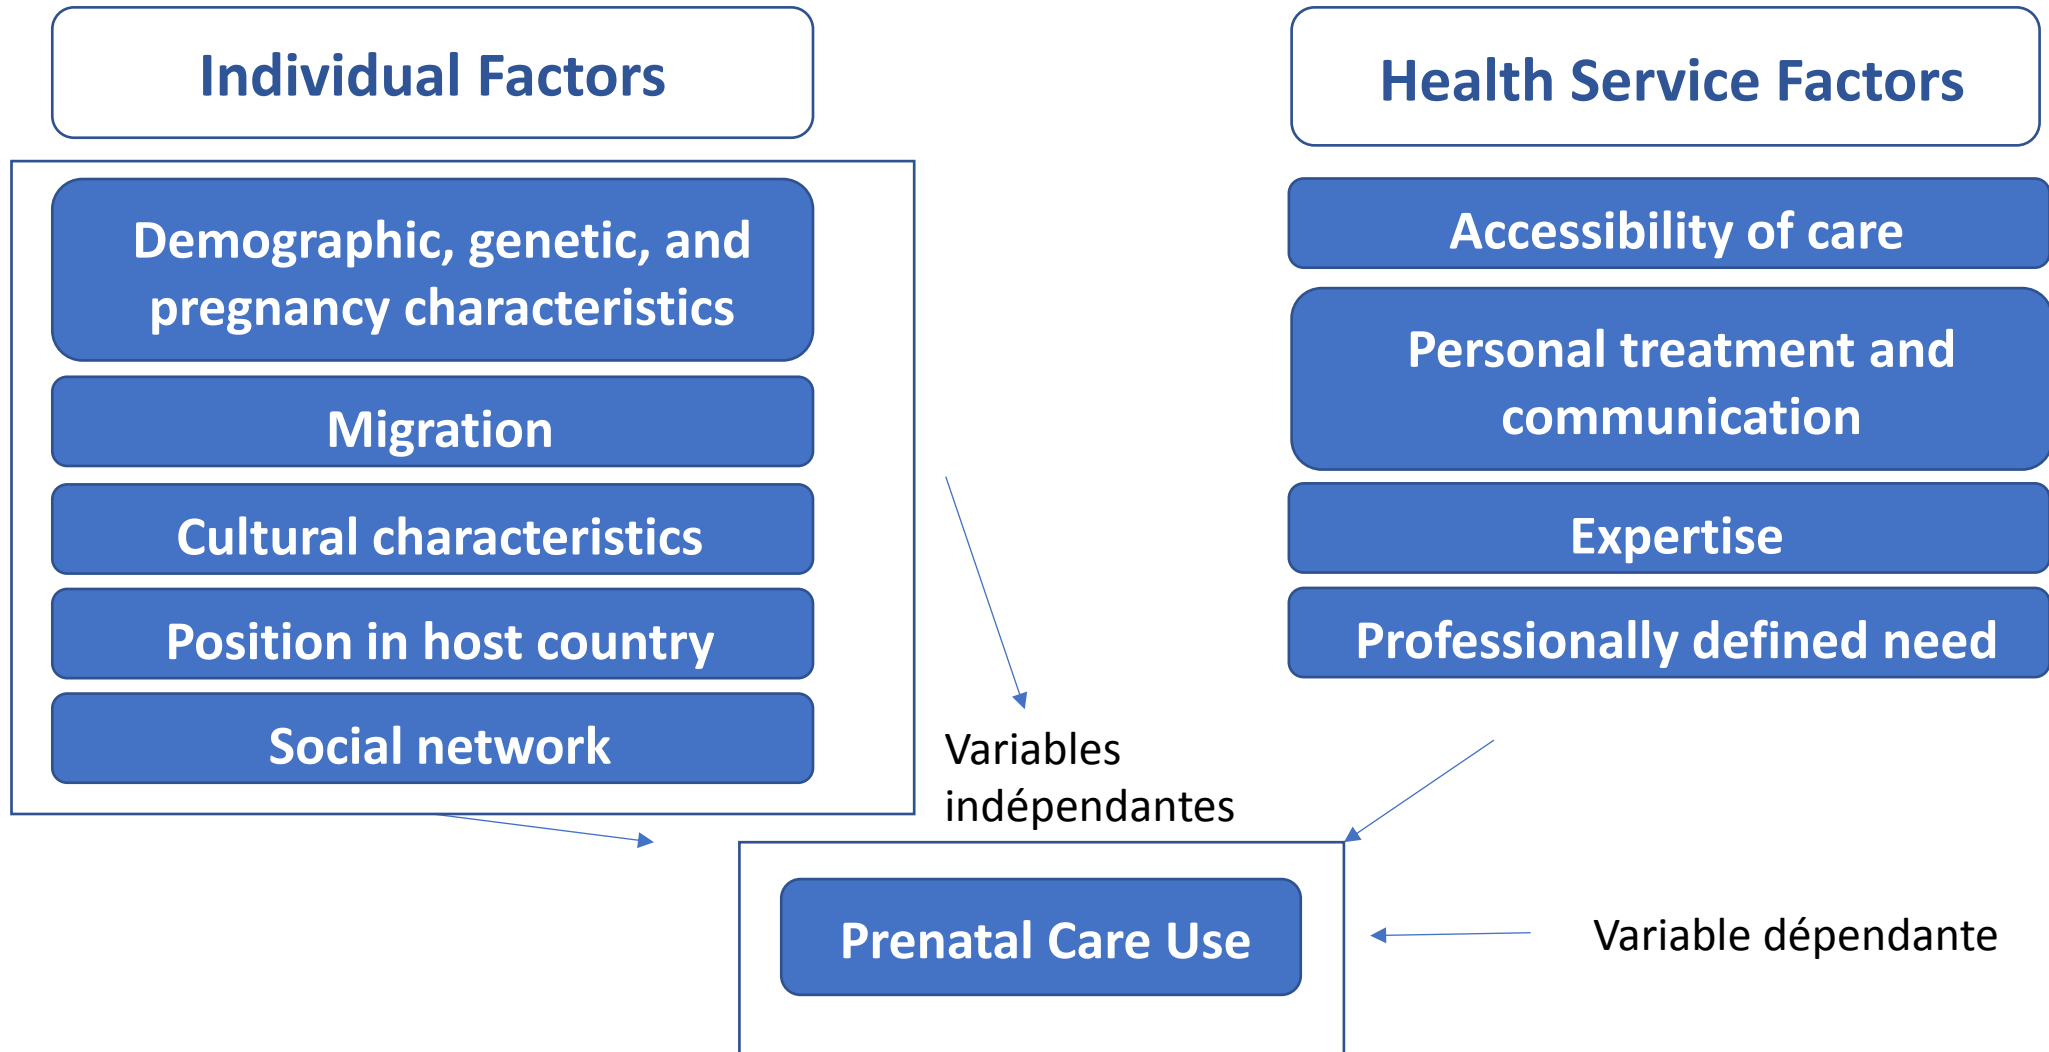 Individual Factors
Demographic, genetic, and
pregnancy characteristics
Migration
Cultural characteristics
Position in host country
Social network
Health Service Factors
Accessibility of care
Personal treatment and
communication
Expertise
Professionally defined need
Variables
indépendantes
Prenatal Care Use
Variable dépendante